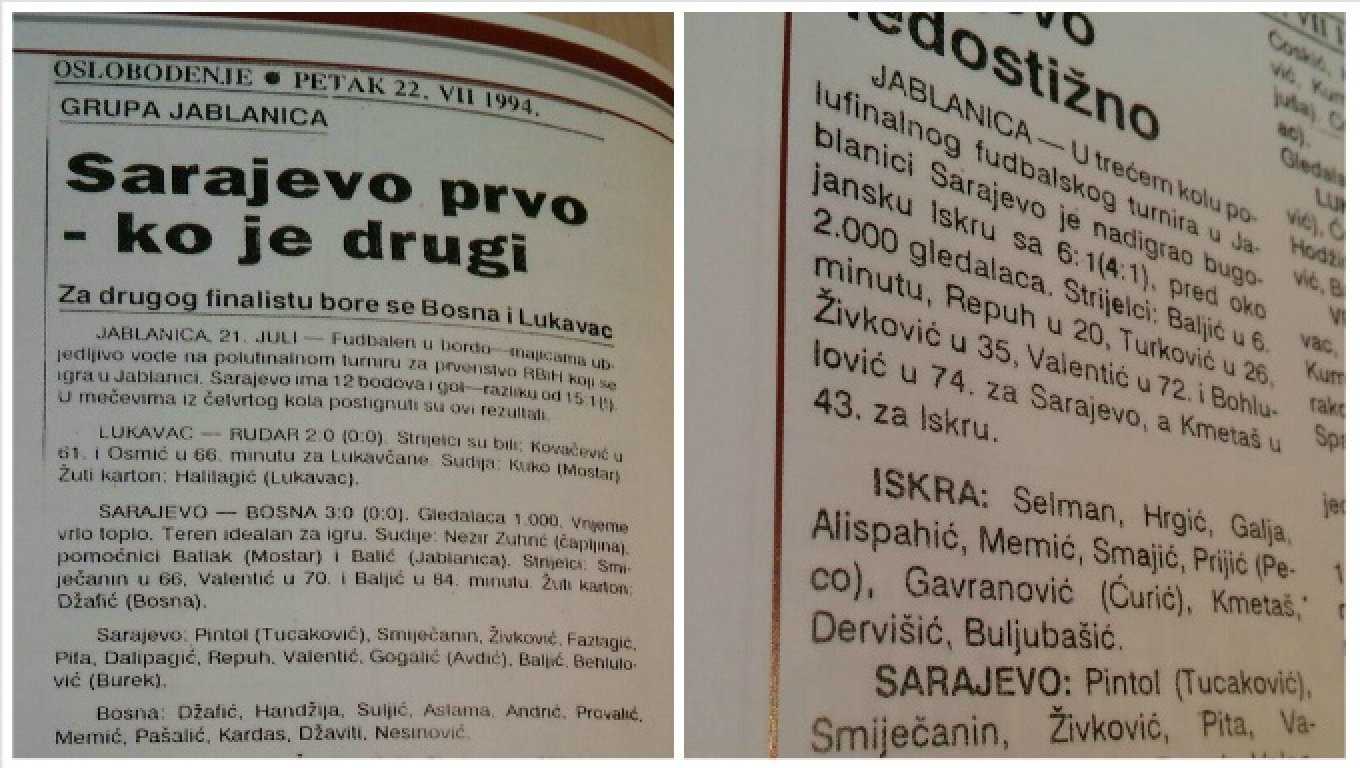 OSLOBOĐENJE ● PETAK 22. VII 1994.
GRUPA JABLANICA
Sarajevo prvo
- ko je drugi
Za drugog finalistu bore se Bosna i Lukavac
JABLANICA, 21. JULI — Fudbalen u bordo—majicama ub-
jedljivo vode na polufinalnom turniru za prvenstvo RBiH koji se
igra u Jablanici. Sarajevo ima 12 bodova i gol—razliku od 15:1(!).
U mečevima iz četvrtog kola postignuti su ovi rezultati.
LUKAVAC — RUDAR 2:0 (0:0). Strijelci su bili: Kovačević u
61. i Osmić u 66. minutu za Lukavčane. Sudija: Kuko (Mostar)
Žuti karton: Halilagić (Lukavac).
SARAJEVO — BOSNA 3:0 (0:0). Gledalaca 1.000, Vrijeme
vrlo toplo. Teren idealan za igru. Sudije: Nezir Zuhrić (čapljina),
pomoćnici Batlak (Mostar) i Balić (Jablanica). Strijelci: Smi-
ječanin u 66, Valentić u 70. i Baljić u 84. minutu. Žuti karton:
Džafić (Bosna).
Sarajevo: Pintol (Tucaković), Smiječanin, Živković, Fazlagić,
Pita, Dalipagić, Repuh, Valentić, Gogalić (Avdić), Baljić, Behlulo-
vić (Burek).
Bosna: Džafić, Handžija, Suljić, Aslama, Andrić, Provalić,
Memić, Pašalić, Kardas, Džaviti, Nesinović,
nedostižno
JABLANICA — U trećem kolu po-
lufinalnog fudbalskog turnira u Ja-
blanici Sarajevo je nadigrao bugo-
jansku Iskru sa 6:1(4:1), pred oko
2.000 gledalaca. Strijelci: Baljić u 6.
minutu, Repuh u 20, Turković u 26,
Živković u 35, Valentić u 72. i Bohlu-
lović u 74. za Sarajevo, a Kmetaš u
43. za Iskru.
ISKRA: Selman, Hrgić, Galja,
Alispahić, Memić, Smajić, Prijić (Pe-
co), Gavranović (Ćurić), Kmetaš,
Dervišić, Buljubašić.
SARAJEVO: Pintol (Tucaković),
Smiječanin, Živković, Pita, Va-